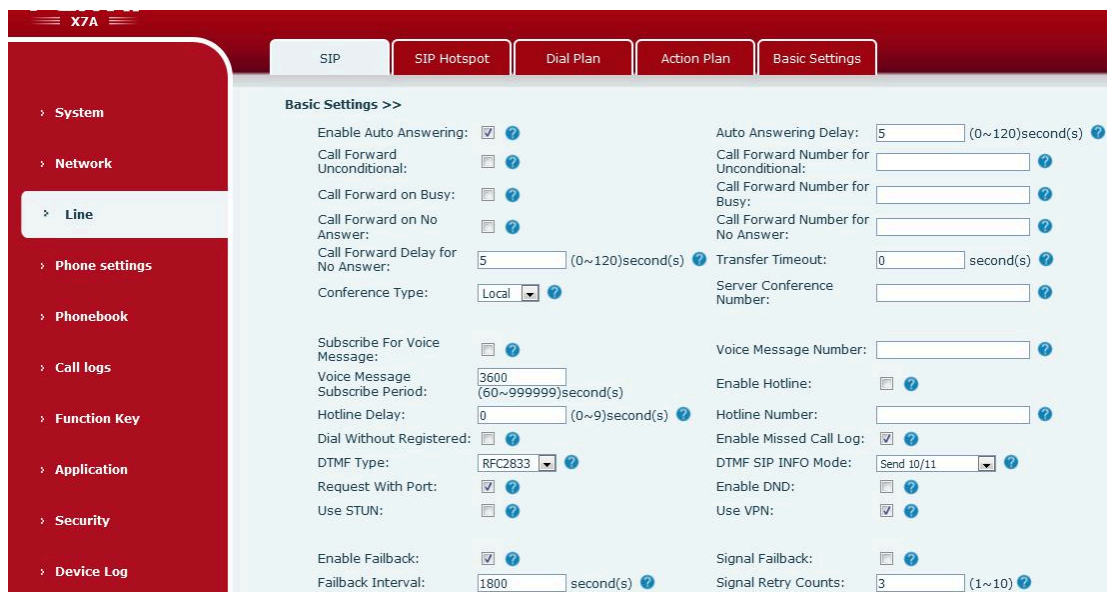 X7A
SIP
SIP Hotspot
Dial Plan
Action Plan
Basic Settings
› System
› Network
› Line
› Phone settings
› Phonebook
› Call logs
› Function Key
› Application
› Security
› Device Log
Basic Settings >>
Enable Auto Answering:
Auto Answering Delay: 5 (0~120)second(s)
Call Forward
Unconditional:
Call Forward Number for
Unconditional:
Call Forward on Busy:
Call Forward Number for
Busy:
Call Forward on No
Answer:
Call Forward Number for
No Answer:
Call Forward Delay for
No Answer: 5 (0~120)second(s)
Transfer Timeout: 0 second(s)
Conference Type: Local
Server Conference
Number:
Subscribe For Voice
Message:
Voice Message Number:
Voice Message
Subscribe Period: 3600
(60~999999)second(s)
Enable Hotline:
Hotline Delay: 0 (0~9)second(s)
Hotline Number:
Dial Without Registered:
Enable Missed Call Log:
DTMF Type: RFC2833
DTMF SIP INFO Mode: Send 10/11
Request With Port:
Enable DND:
Use STUN:
Use VPN:
Enable Failback:
Signal Failback:
Failback Interval: 1800 second(s)
Signal Retry Counts: 3 (1~10)